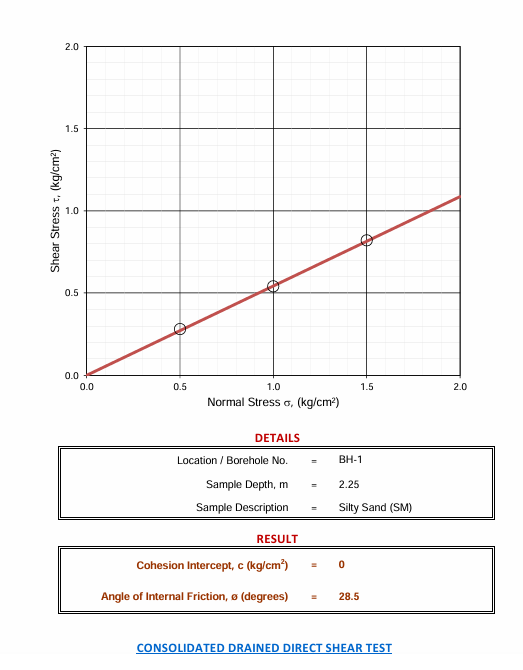 2.0
1.5
1.0
0.5
0.0
Shear Stress τ, (kg/cm²)
0.0 0.5 1.0 1.5 2.0
Normal Stress σ, (kg/cm²)
DETAILS
Location / Borehole No. = BH-1
Sample Depth, m = 2.25
Sample Description = Silty Sand (SM)
RESULT
Cohesion Intercept, c (kg/cm²) = 0
Angle of Internal Friction, ø (degrees) = 28.5
CONSOLIDATED DRAINED DIRECT SHEAR TEST